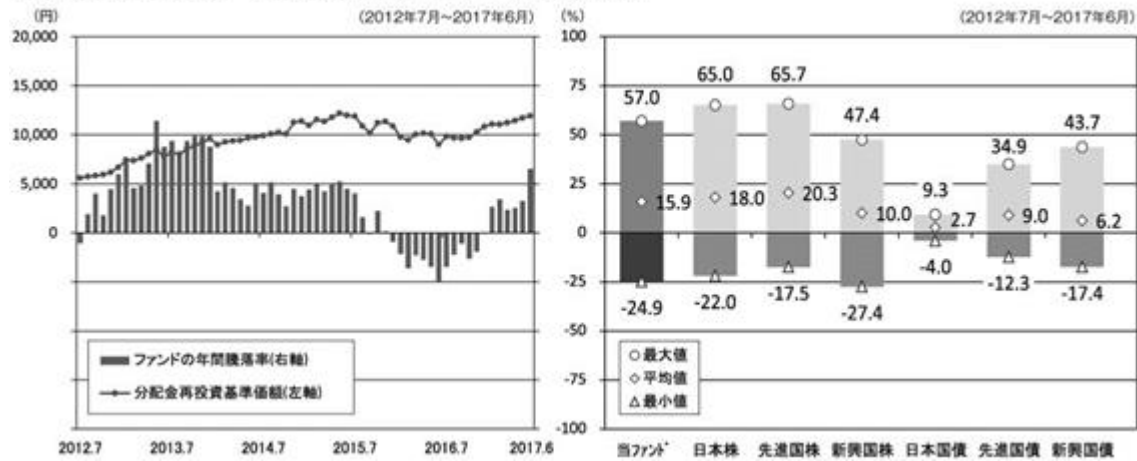 (円)
(2012年7月~2017年6月)
20,000
15,000
10,000
5,000
0
ファンドの年間騰落率(右軸)
分配金再投資基準価額(左軸)
2012.7 2013.7 2014.7 2015.7 2016.7 2017.6
(%)
(2012年7月~2017年6月)
100
75
50
25
0
-25
-50
-75
-100
57.0 65.0 65.7 47.4 9.3 34.9 43.7
15.9 18.0 20.3 10.0 2.7 9.0 6.2
-24.9 -22.0 -17.5 -27.4 -4.0 -12.3 -17.4
最大値
平均値
最小値
当ファンド 日本株 先進国株 新興国株 日本国債 先進国債 新興国債